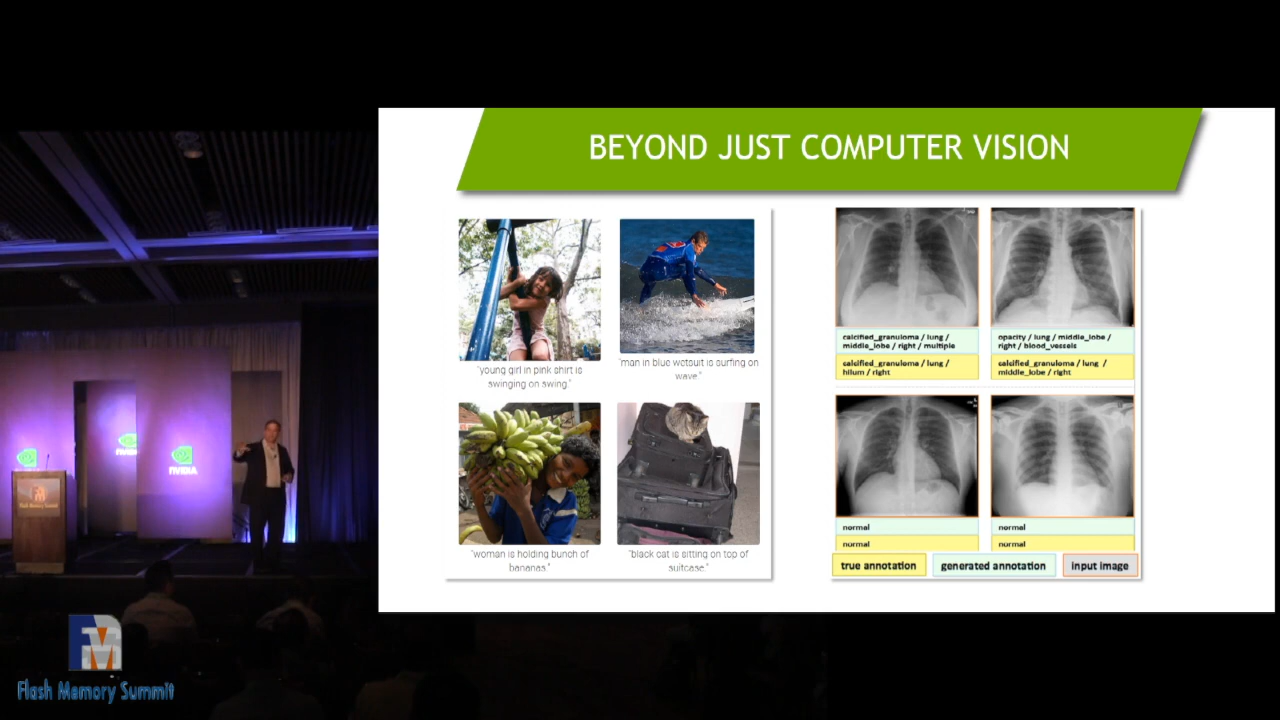 BEYOND JUST COMPUTER VISION
"young girl in pink shirt is
swinging on swing."
"man in blue wetsuit is surfing on
wave."
"woman is holding bunch of
bananas."
"black cat is sitting on top of
suitcase."
calcified_granuloma / lung /
middle_lobe / right / multiple
calcified_granuloma / lung /
hilum / right
opacity / lung / middle_lobe /
right / blood_vessels
calcified_granuloma / lung /
middle_lobe / right
normal
normal
normal
normal
true annotation
generated annotation
input image
NVIDIA
NVIDIA
Flash Memory Summit
Flash Memory Summit